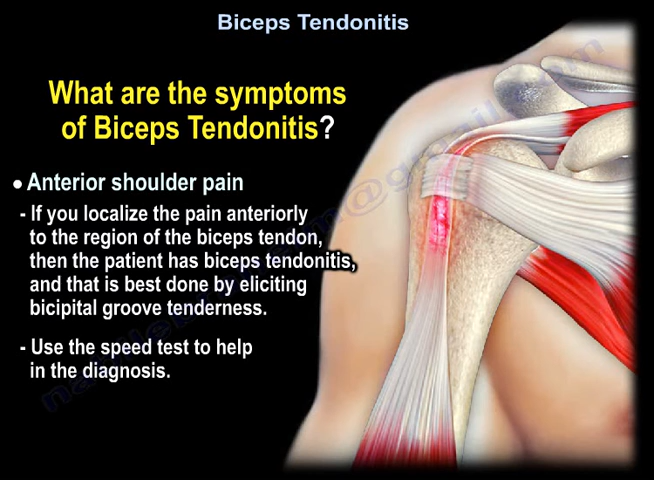 Biceps Tendonitis
What are the symptoms
of Biceps Tendonitis?
• Anterior shoulder pain
- If you localize the pain anteriorly
to the region of the biceps tendon,
then the patient has biceps tendonitis,
and that is best done by eliciting
bicipital groove tenderness.
- Use the speed test to help
in the diagnosis.